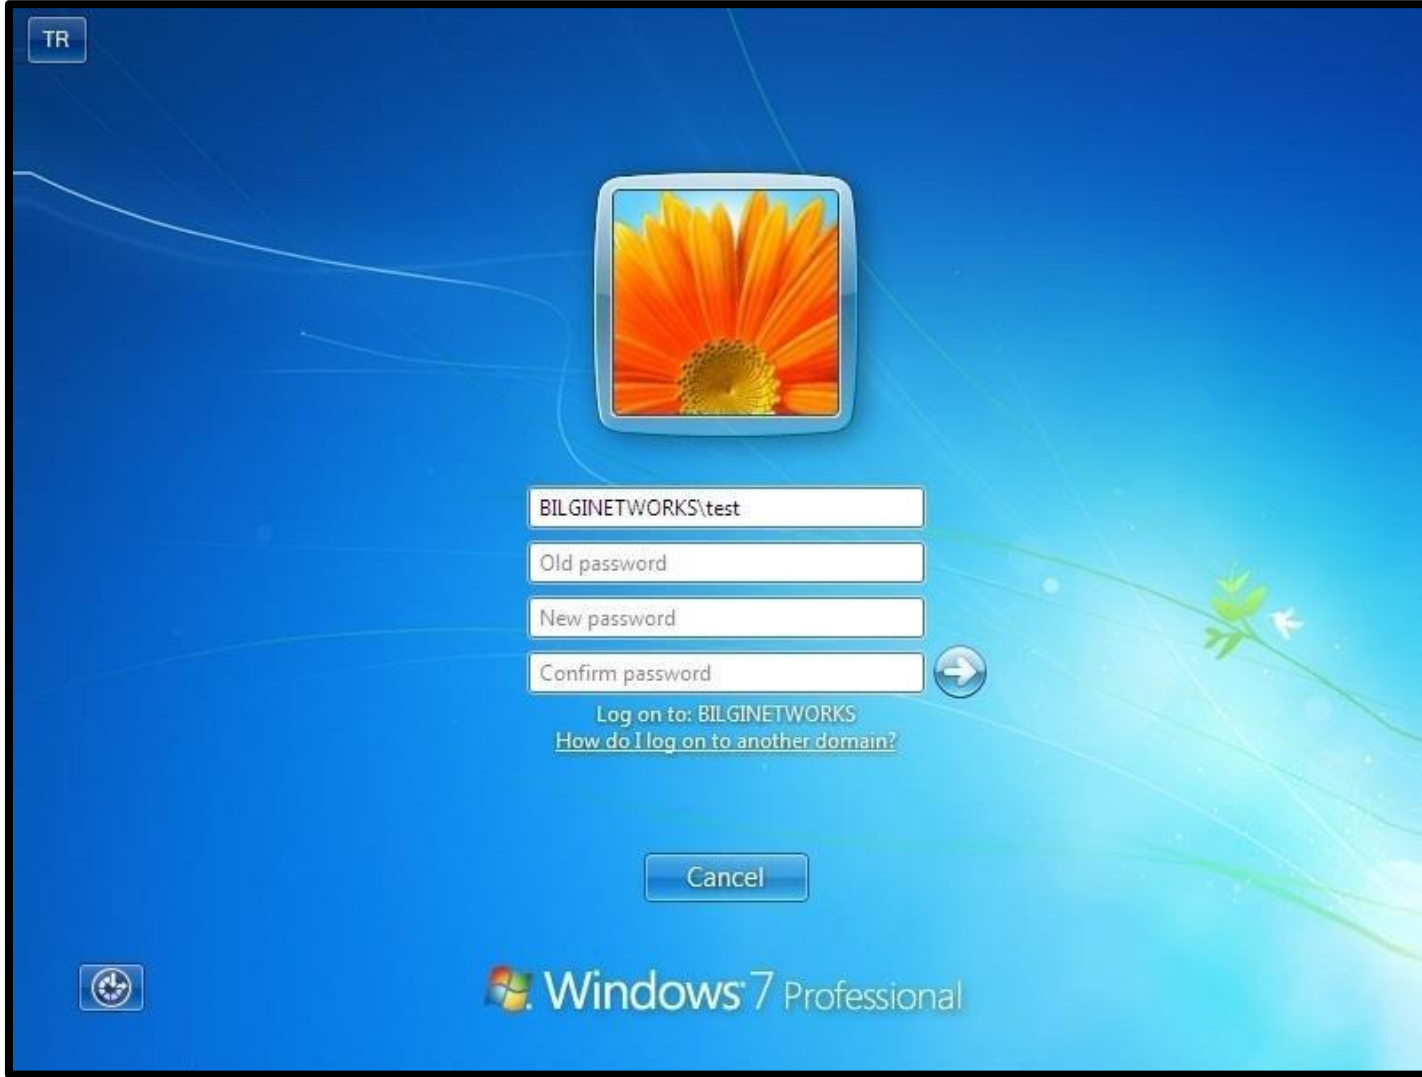 TR
BILGINETWORKS\test
Old password
New password
Confirm password
Log on to: BILGINETWORKS
How do I log on to another domain?
Cancel
Windows 7 Professional